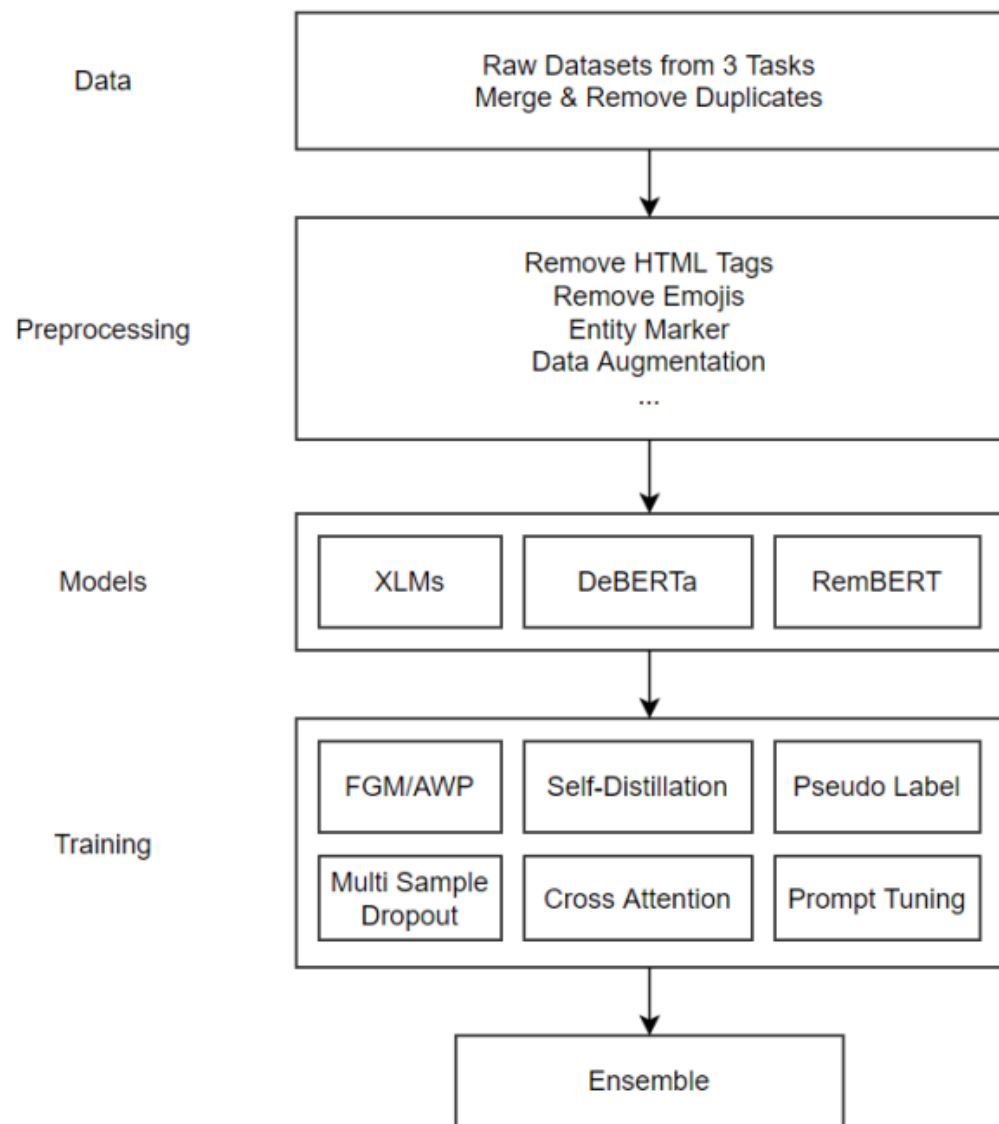 Data
Raw Datasets from 3 Tasks
Merge & Remove Duplicates
Preprocessing
Remove HTML Tags
Remove Emojis
Entity Marker
Data Augmentation
...
Models
XLMs
DeBERTa
RemBERT
Training
FGM/AWP
Self-Distillation
Pseudo Label
Multi Sample
Dropout
Cross Attention
Prompt Tuning
Ensemble